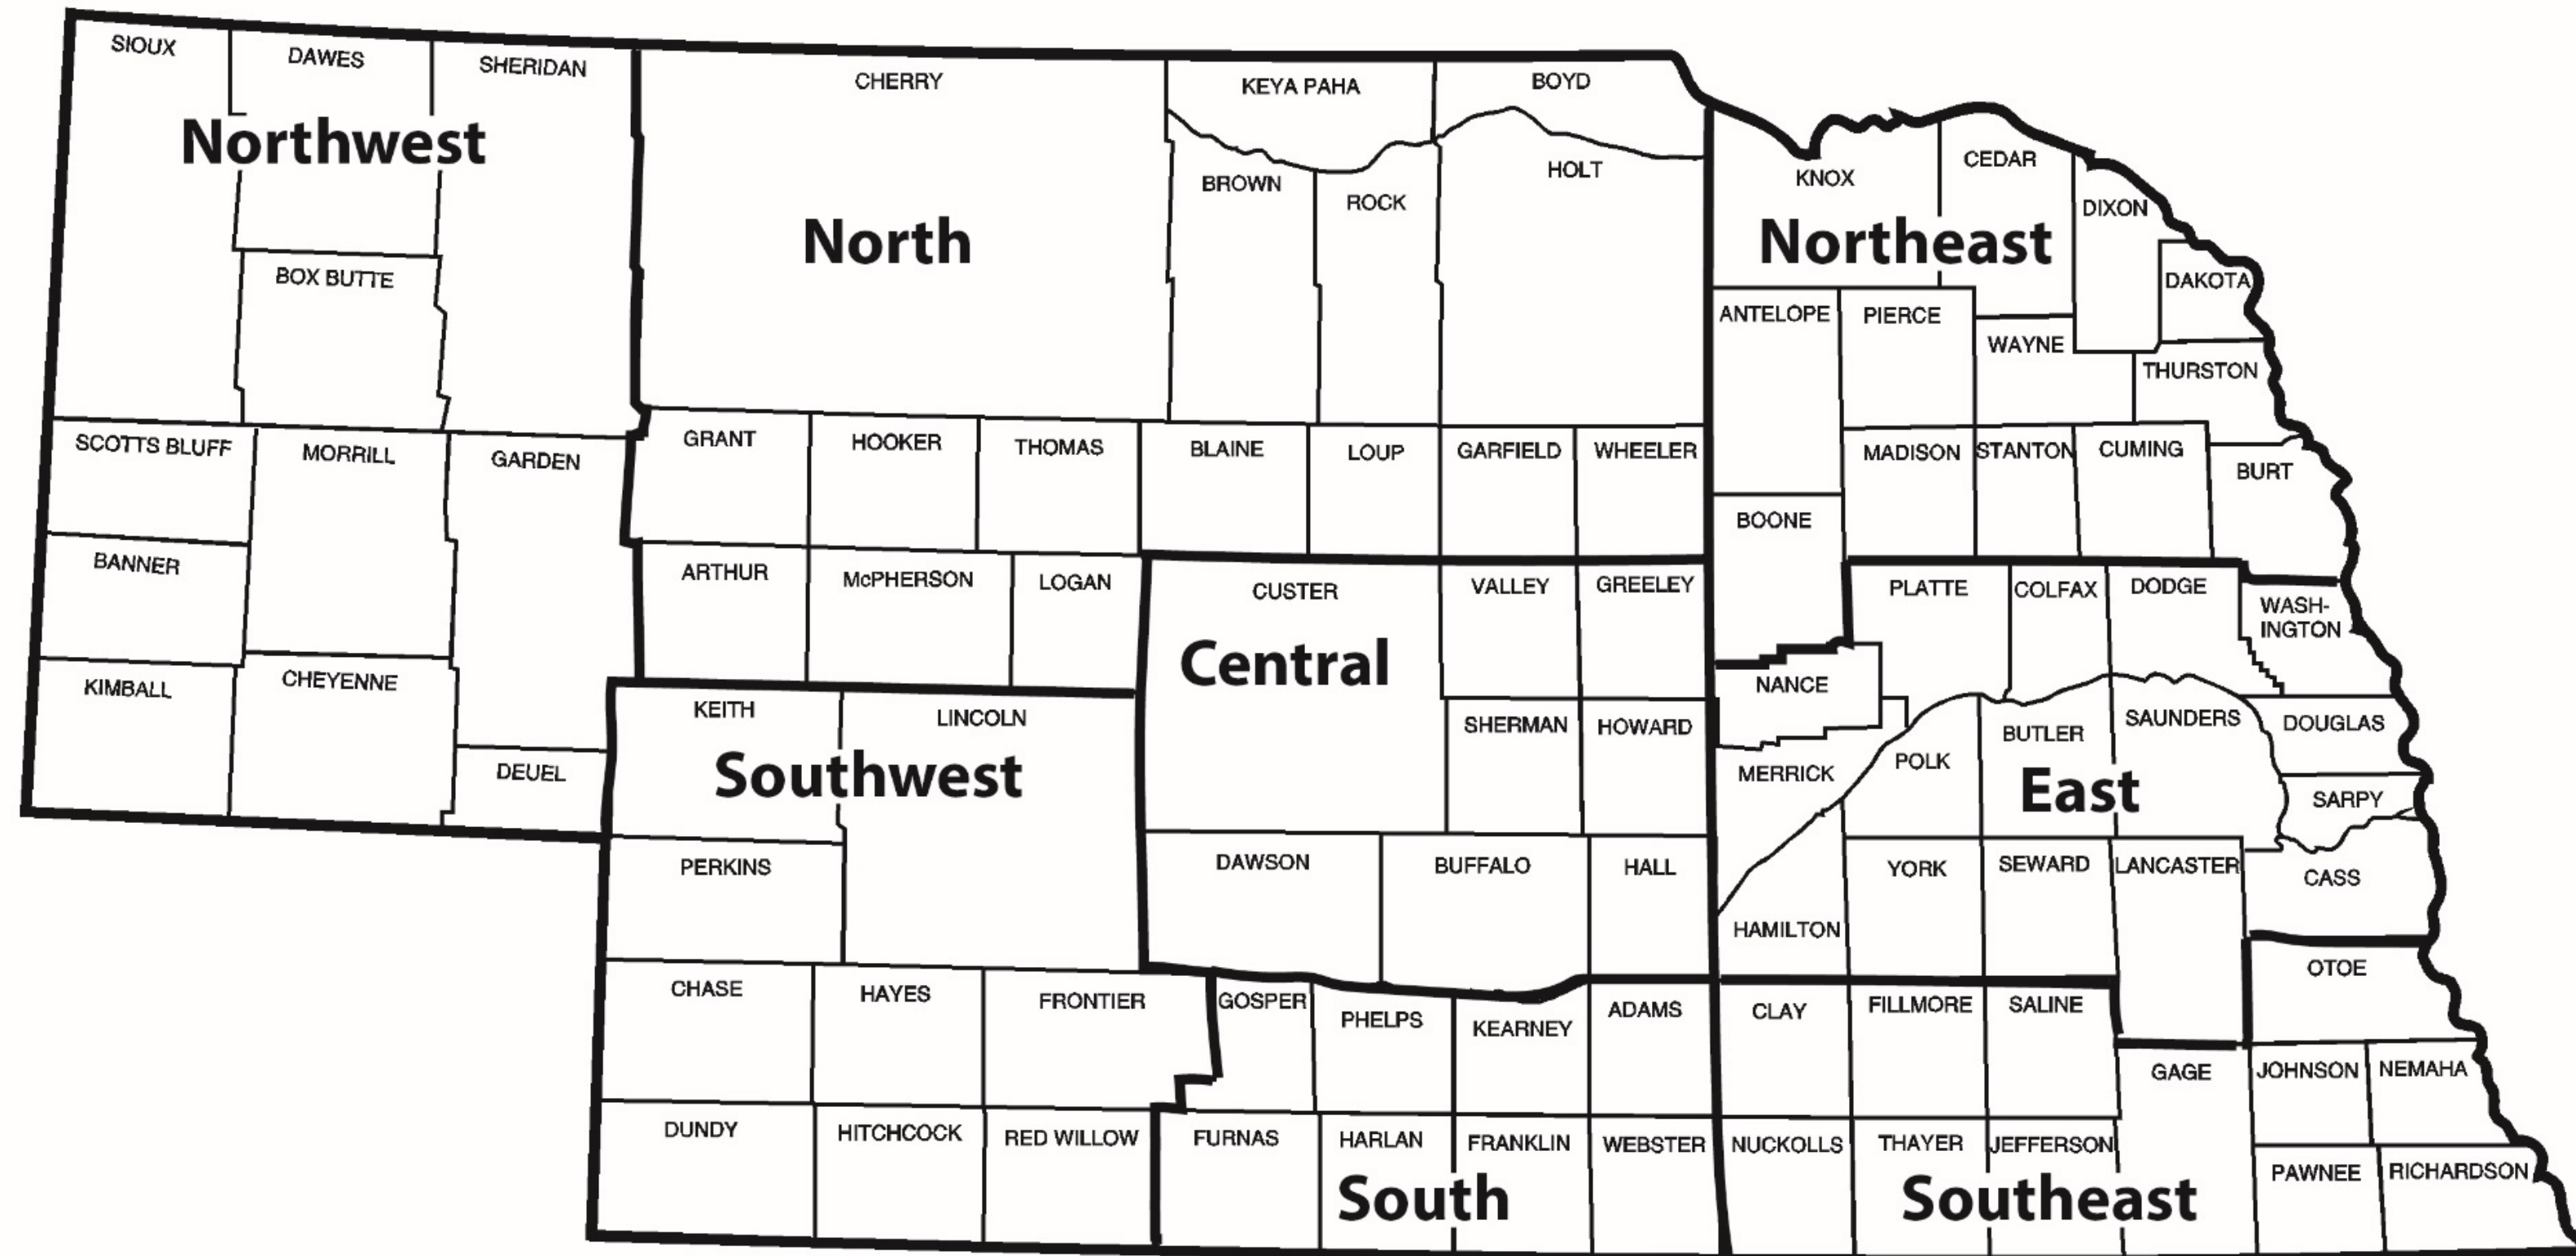 SIOUX
DAWES
SHERIDAN
Northwest
BOX BUTTE
SCOTTS BLUFF
MORRILL
GARDEN
BANNER
KIMBALL
CHEYENNE
DEUEL
CHERRY
KEYA PAHA
BOYD
North
BROWN
ROCK
HOLT
GRANT
HOOKER
THOMAS
BLAINE
LOUP
GARFIELD
WHEELER
ARTHUR
McPHERSON
LOGAN
KNOX
CEDAR
DIXON
Northeast
DAKOTA
ANTELOPE
PIERCE
WAYNE
THURSTON
MADISON
STANTON
CUMING
BURT
BOONE
CUSTER
VALLEY
GREELEY
Central
SHERMAN
HOWARD
DAWSON
BUFFALO
HALL
PLATTE
COLFAX
DODGE
WASH-
INGTON
NANCE
MERRICK
POLK
BUTLER
SAUNDERS
DOUGLAS
East
SARPY
HAMILTON
YORK
SEWARD
LANCASTER
CASS
KEITH
LINCOLN
Southwest
PERKINS
CHASE
HAYES
FRONTIER
DUNDY
HITCHCOCK
RED WILLOW
GOSPER
PHELPS
KEARNEY
ADAMS
FURNAS
HARLAN
FRANKLIN
WEBSTER
South
CLAY
FILLMORE
SALINE
OTOE
GAGE
JOHNSON
NEMAHA
NUCKOLLS
THAYER
JEFFERSON
PAWNEE
RICHARDSON
Southeast